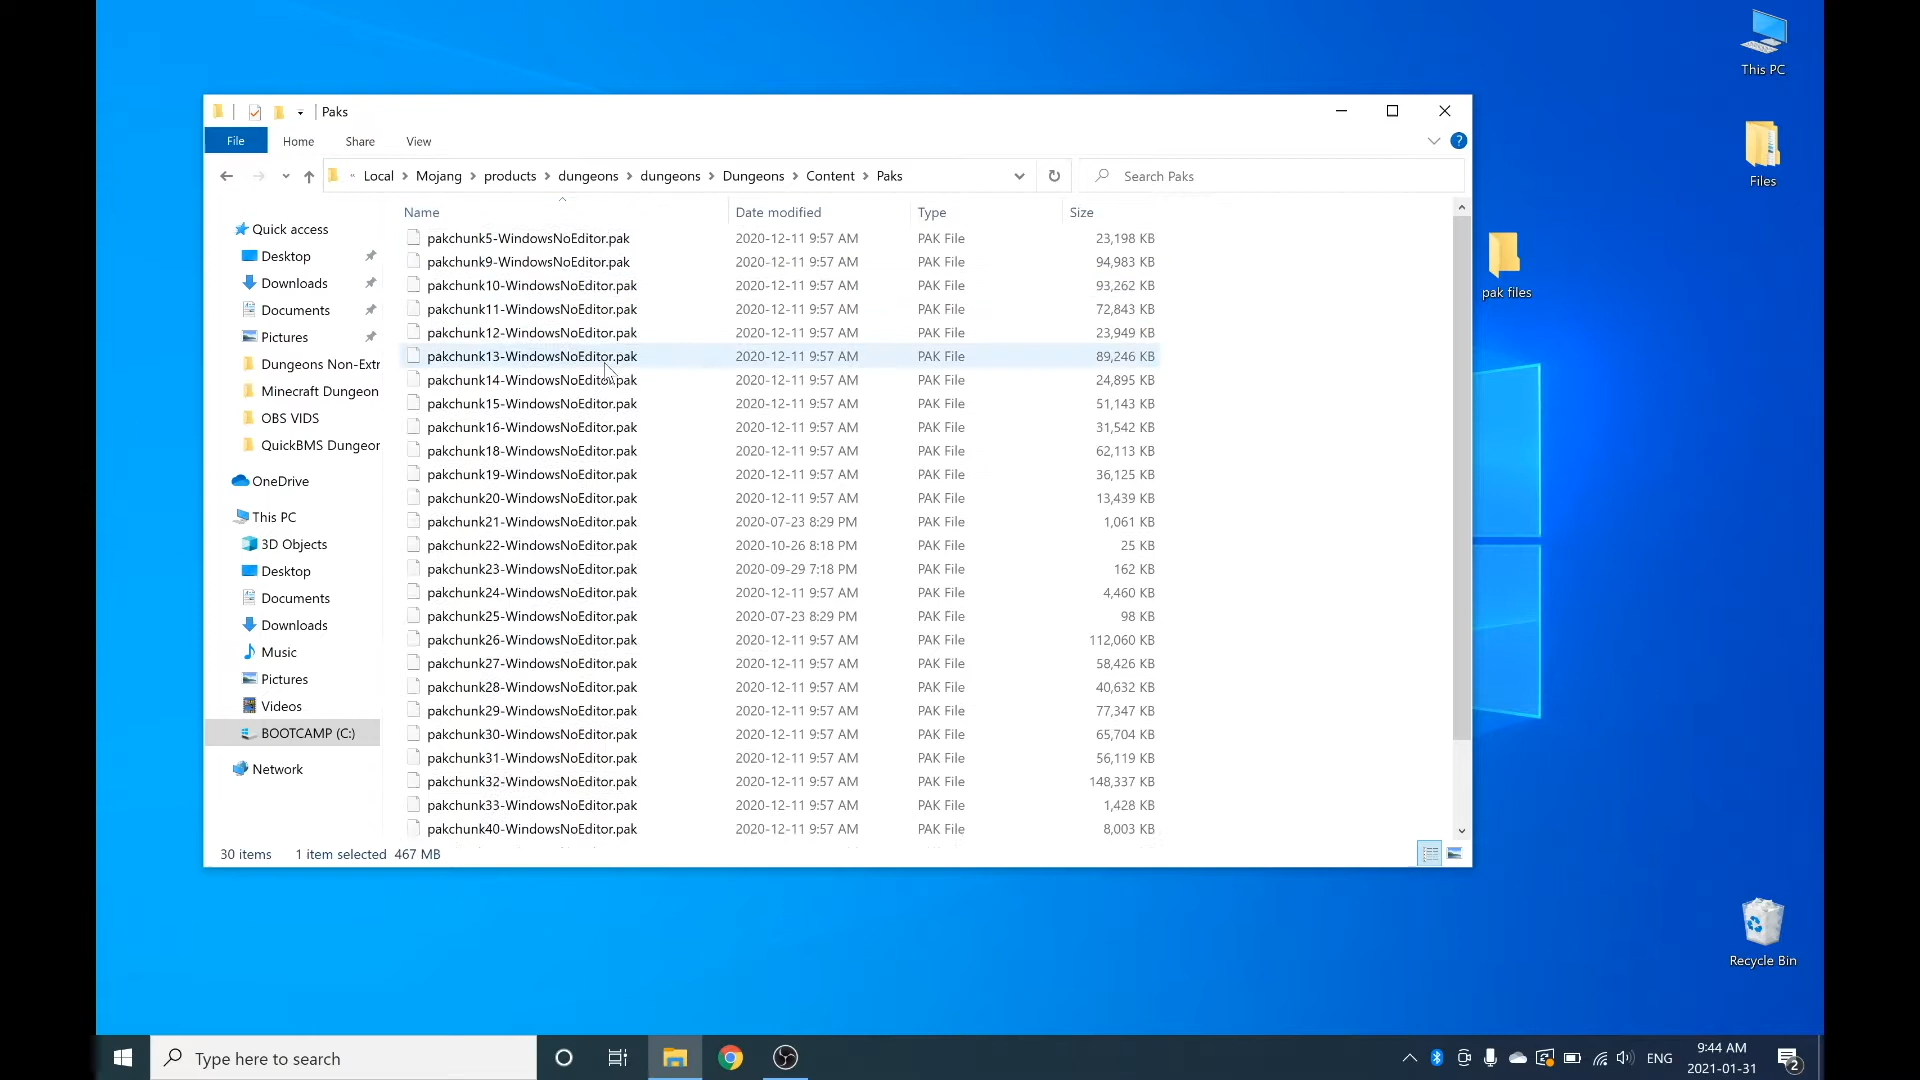 This PC
Files
pak files
Recycle Bin
Paks
File Home Share View
Local Mojang products dungeons dungeons Dungeons Content Paks
Search Paks
Name Date modified Type Size
Quick access
Desktop
Downloads
Documents
Pictures
Dungeons Non-Extr
Minecraft Dungeon
OBS VIDS
QuickBMS Dungeor
OneDrive
This PC
3D Objects
Desktop
Documents
Downloads
Music
Pictures
Videos
BOOTCAMP (C:)
Network
pakchunk5-WindowsNoEditor.pak 2020-12-11 9:57 AM PAK File 23,198 KB
pakchunk9-WindowsNoEditor.pak 2020-12-11 9:57 AM PAK File 94,983 KB
pakchunk10-WindowsNoEditor.pak 2020-12-11 9:57 AM PAK File 93,262 KB
pakchunk11-WindowsNoEditor.pak 2020-12-11 9:57 AM PAK File 72,843 KB
pakchunk12-WindowsNoEditor.pak 2020-12-11 9:57 AM PAK File 23,949 KB
pakchunk13-WindowsNoEditor.pak 2020-12-11 9:57 AM PAK File 89,246 KB
pakchunk14-WindowsNoEditor.pak 2020-12-11 9:57 AM PAK File 24,895 KB
pakchunk15-WindowsNoEditor.pak 2020-12-11 9:57 AM PAK File 51,143 KB
pakchunk16-WindowsNoEditor.pak 2020-12-11 9:57 AM PAK File 31,542 KB
pakchunk18-WindowsNoEditor.pak 2020-12-11 9:57 AM PAK File 62,113 KB
pakchunk19-WindowsNoEditor.pak 2020-12-11 9:57 AM PAK File 36,125 KB
pakchunk20-WindowsNoEditor.pak 2020-12-11 9:57 AM PAK File 13,439 KB
pakchunk21-WindowsNoEditor.pak 2020-07-23 8:29 PM PAK File 1,061 KB
pakchunk22-WindowsNoEditor.pak 2020-10-26 8:18 PM PAK File 25 KB
pakchunk23-WindowsNoEditor.pak 2020-09-29 7:18 PM PAK File 162 KB
pakchunk24-WindowsNoEditor.pak 2020-12-11 9:57 AM PAK File 4,460 KB
pakchunk25-WindowsNoEditor.pak 2020-07-23 8:29 PM PAK File 98 KB
pakchunk26-WindowsNoEditor.pak 2020-12-11 9:57 AM PAK File 112,060 KB
pakchunk27-WindowsNoEditor.pak 2020-12-11 9:57 AM PAK File 58,426 KB
pakchunk28-WindowsNoEditor.pak 2020-12-11 9:57 AM PAK File 40,632 KB
pakchunk29-WindowsNoEditor.pak 2020-12-11 9:57 AM PAK File 77,347 KB
pakchunk30-WindowsNoEditor.pak 2020-12-11 9:57 AM PAK File 65,704 KB
pakchunk31-WindowsNoEditor.pak 2020-12-11 9:57 AM PAK File 56,119 KB
pakchunk32-WindowsNoEditor.pak 2020-12-11 9:57 AM PAK File 148,337 KB
pakchunk33-WindowsNoEditor.pak 2020-12-11 9:57 AM PAK File 1,428 KB
pakchunk40-WindowsNoEditor.pak 2020-12-11 9:57 AM PAK File 8,003 KB
30 items 1 item selected 467 MB
Type here to search
ENG
9:44 AM
2021-01-31
2